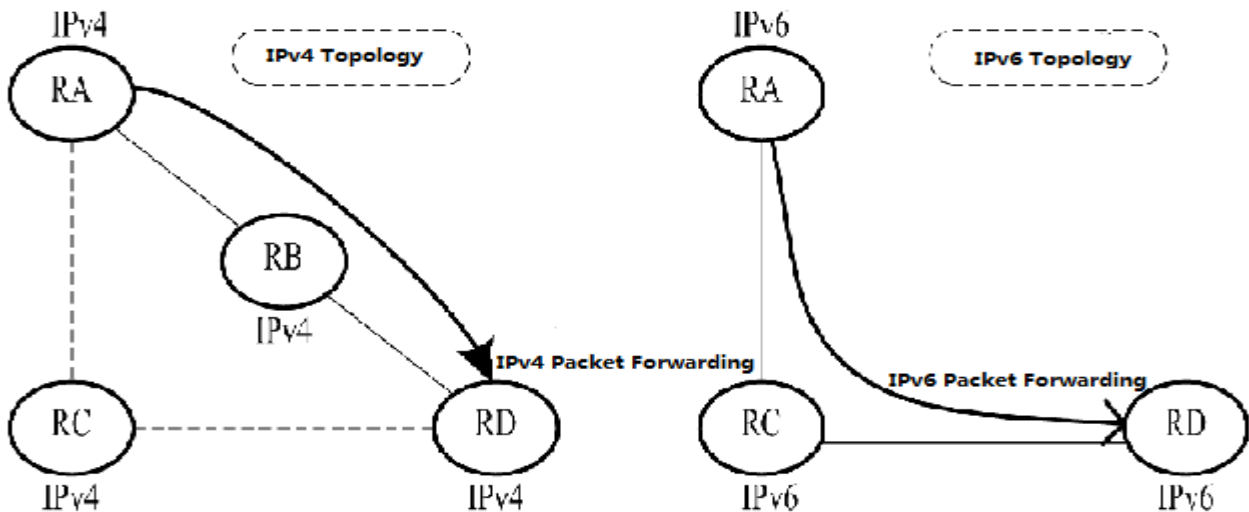 IPv4
IPv4 Topology
RA
RB
IPv4
RC
IPv4
RD
IPv4
IPv4 Packet Forwarding
IPv6
IPv6 Topology
RA
IPv6 Packet Forwarding
RC
IPv6
RD
IPv6